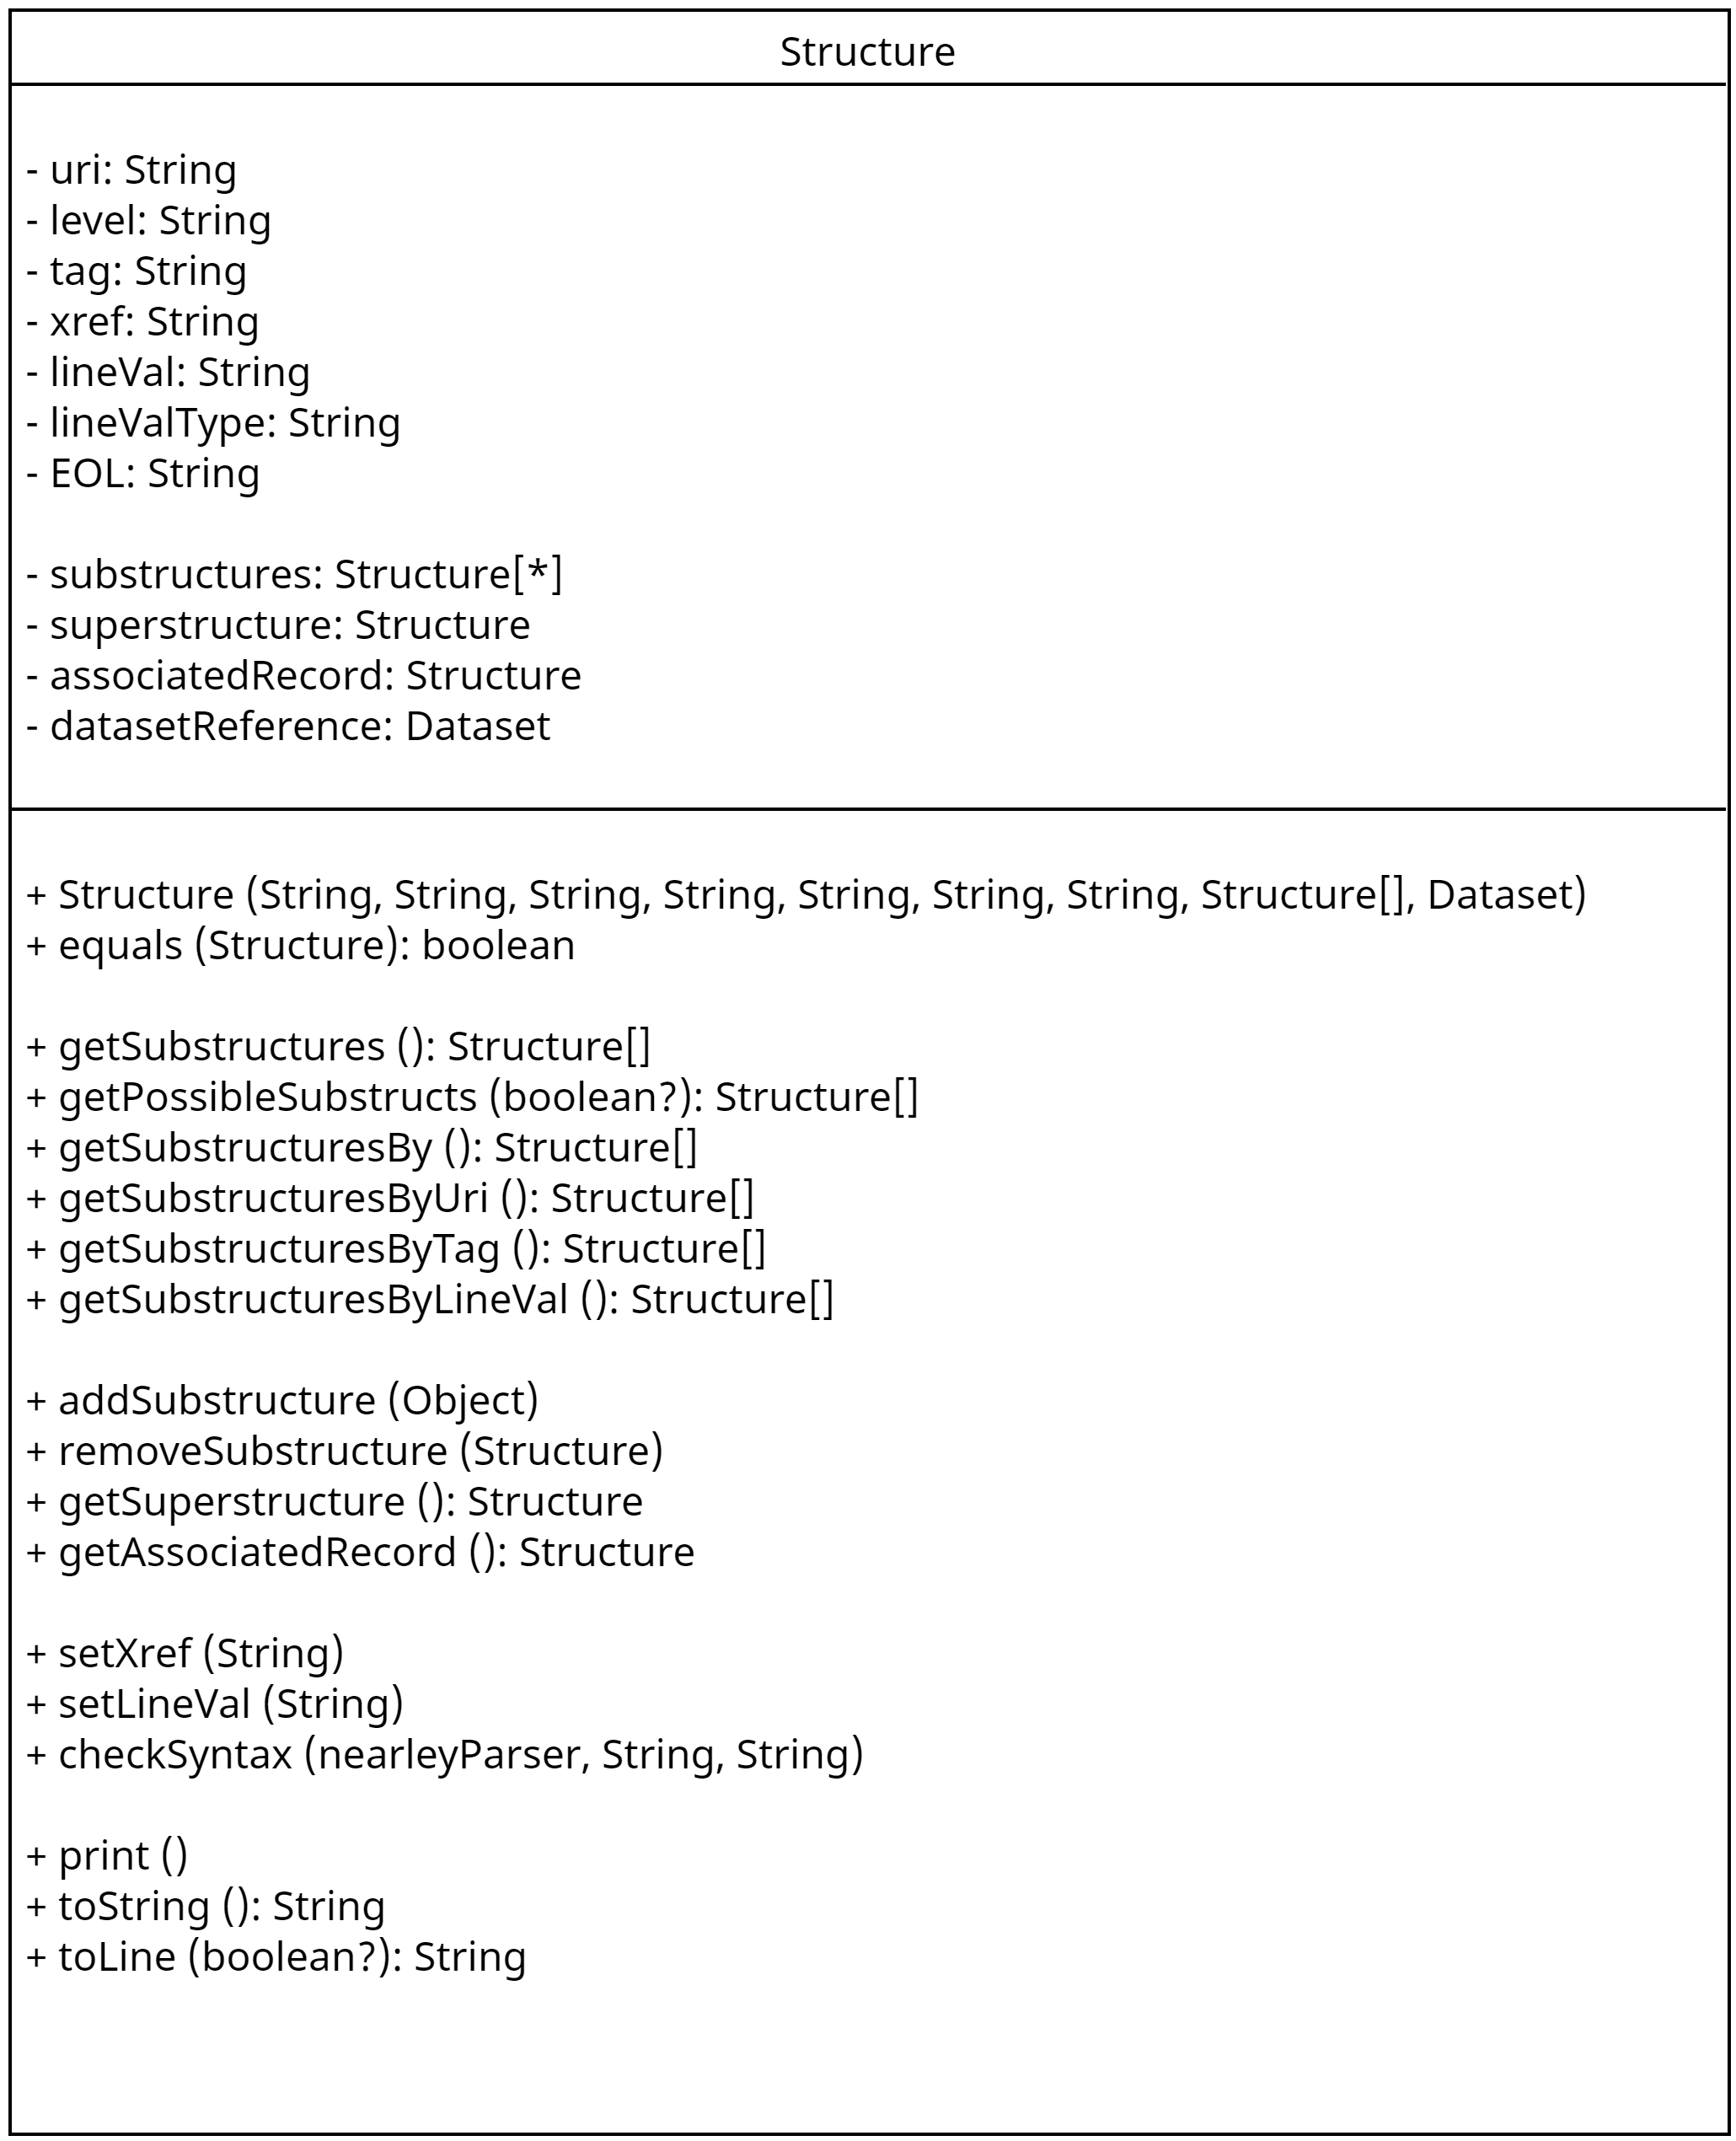 Structure
- uri: String
- level: String
- tag: String
- xref: String
- lineVal: String
- lineValType: String
- EOL: String
- substructures: Structure[*]
- superstructure: Structure
- associatedRecord: Structure
- datasetReference: Dataset
+ Structure (String, String, String, String, String, String, String, Structure[], Dataset)
+ equals (Structure): boolean
+ getSubstructures (): Structure[]
+ getPossibleSubstructs (boolean?): Structure[]
+ getSubstructuresBy (): Structure[]
+ getSubstructuresByUri (): Structure[]
+ getSubstructuresByTag (): Structure[]
+ getSubstructuresByLineVal (): Structure[]
+ addSubstructure (Object)
+ removeSubstructure (Structure)
+ getSuperstructure (): Structure
+ getAssociatedRecord (): Structure
+ setXref (String)
+ setLineVal (String)
+ checkSyntax (nearleyParser, String, String)
+ print ()
+ toString (): String
+ toLine (boolean?): String